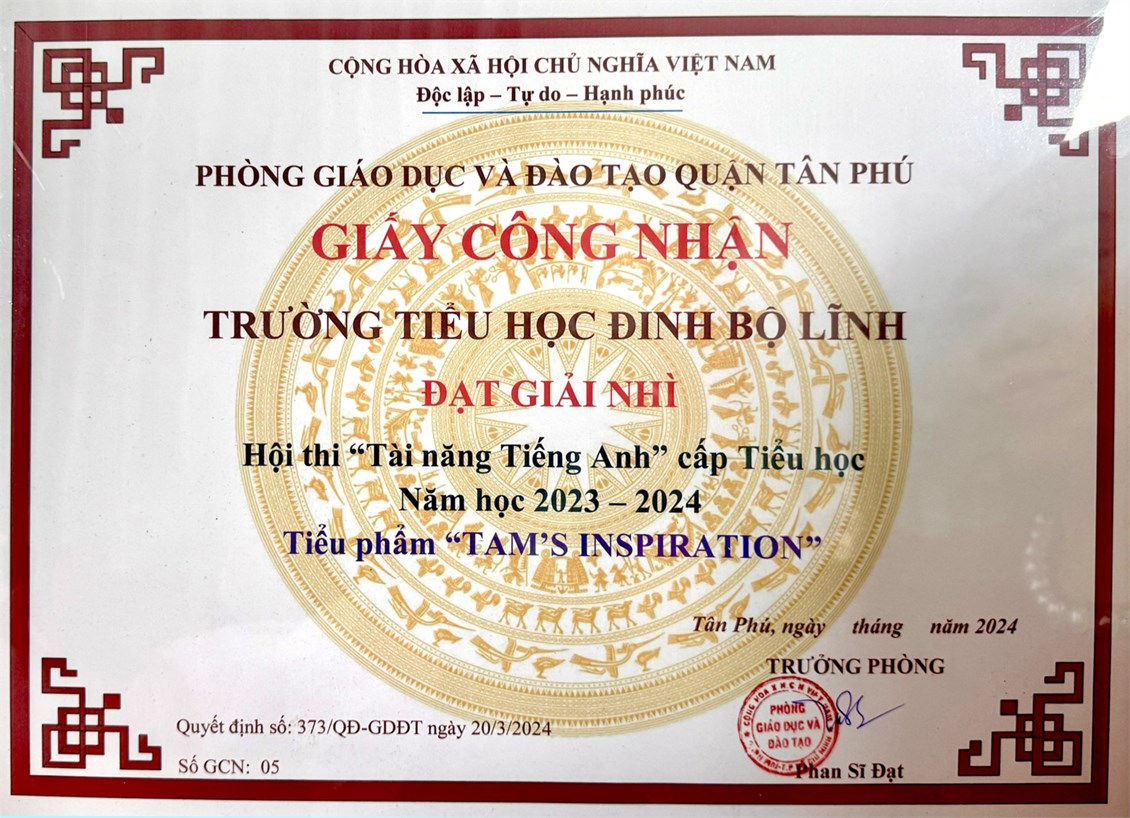 CỘNG HÒA XÃ HỘI CHỦ NGHĨA VIỆT NAM
Độc lập – Tự do – Hạnh phúc
PHÒNG GIÁO DỤC VÀ ĐÀO TẠO QUẬN TÂN PHÚ
GIẤY CÔNG NHẬN
TRƯỜNG TIỂU HỌC ĐINH BỘ LĨNH
ĐẠT GIẢI NHÌ
Hội thi “Tài năng Tiếng Anh” cấp Tiểu học
Năm học 2023 – 2024
Tiểu phẩm “TAM’S INSPIRATION”
Tân Phú, ngày tháng năm 2024
TRƯỞNG PHÒNG
PHÒNG
GIÁO DỤC VÀ
ĐÀO TẠO
Phan Sĩ Đạt
Quyết định số: 373/QĐ-GDĐT ngày 20/3/2024
Số GCN: 05